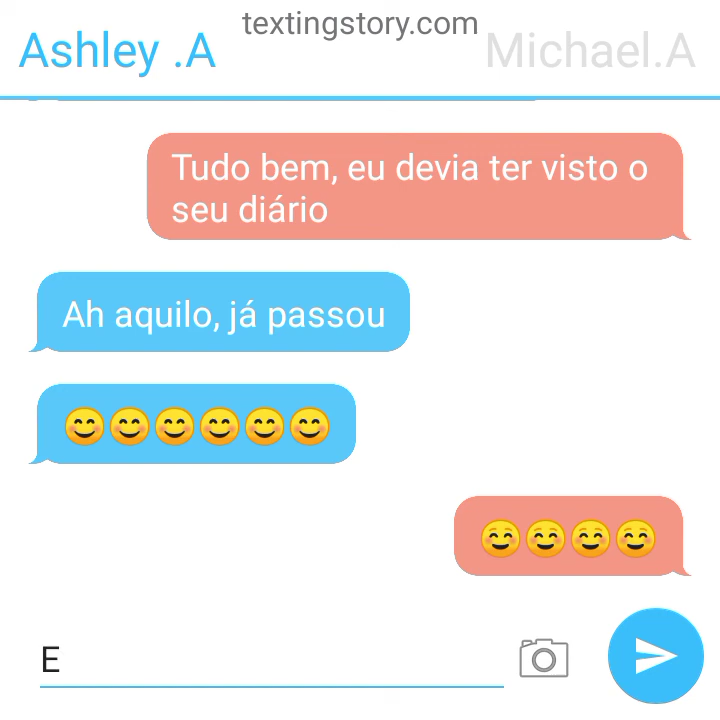 textingstory.com
Ashley .A
Michael.A
Tudo bem, eu devia ter visto o
seu diário
Ah aquilo, já passou
😊😊😊😊😊😊
☺️☺️☺️☺️
E